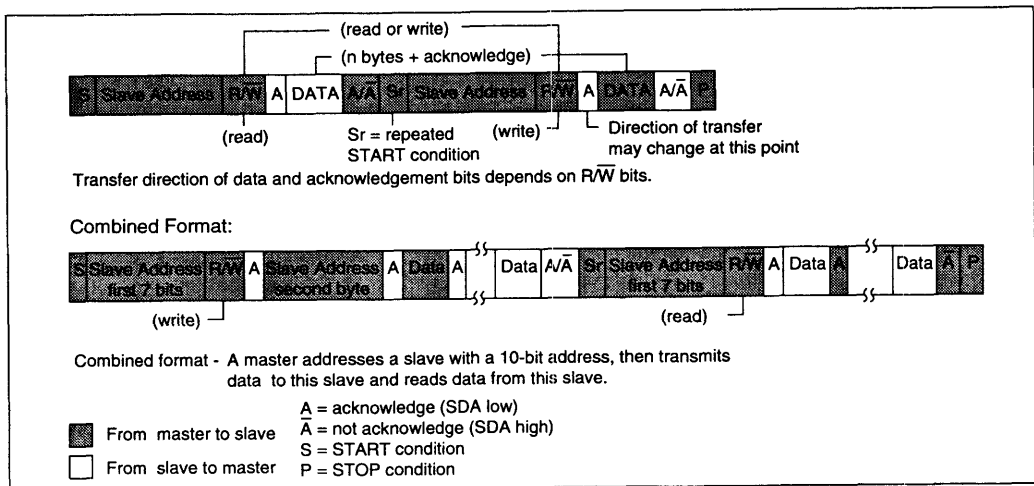 (read or write)
(n bytes + acknowledge)
S Slave Address R/W̅ A DATA A/A̅ Sr Slave Address R/W̅ A DATA A/A̅ P
(read) Sr = repeated START condition (write) Direction of transfer may change at this point
Transfer direction of data and acknowledgement bits depends on R/W̅ bits.
Combined Format:
S Slave Address first 7 bits R/W̅ A Slave Address second byte A Data A Data A/A̅ Sr Slave Address first 7 bits R/W̅ A Data A Data A̅ P
(write) (read)
Combined format - A master addresses a slave with a 10-bit address, then transmits
data to this slave and reads data from this slave.
From master to slave
From slave to master
A = acknowledge (SDA low)
A̅ = not acknowledge (SDA high)
S = START condition
P = STOP condition